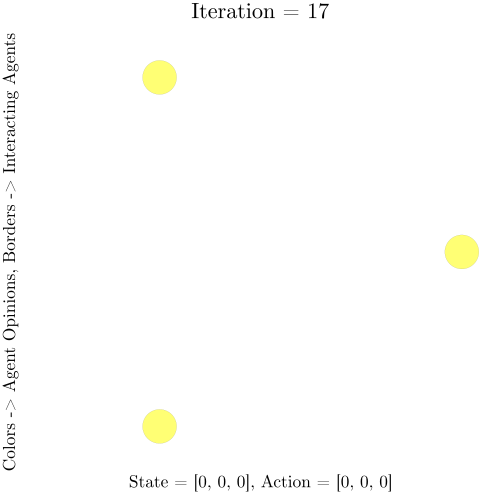 Iteration = 17
Colors -> Agent Opinions, Borders -> Interacting Agents
State = [0, 0, 0], Action = [0, 0, 0]